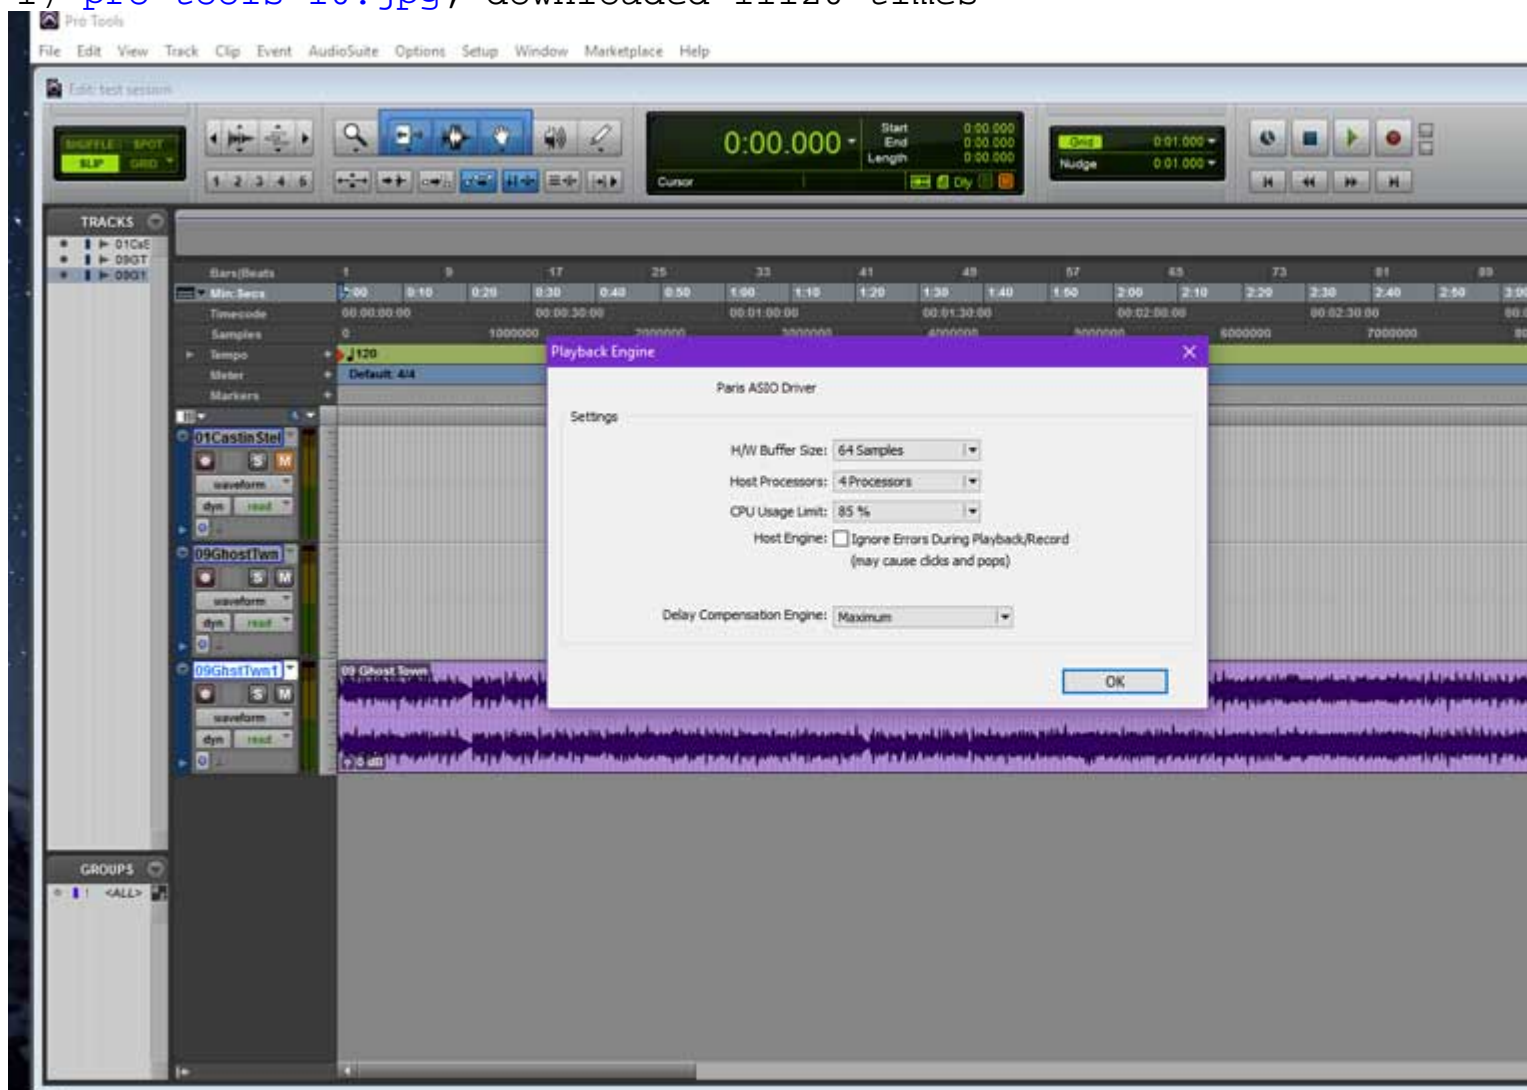 Pro Tools
File Edit View Track Clip Event AudioSuite Options Setup Window Marketplace Help
Edit: test session
SHUFFLE SPOT
SLIP GRID
0:00.000
Start 0:00.000
End 0:00.000
Length 0:00.000
Grid 0:01.000
Nudge 0:01.000
1 2 3 4 5
Cursor
Dly
TRACKS
09GT
Bars|Beats 1 9 17 25 33 41 49 57 65 73 81 89
Min:Secs 0:00 0:10 0:20 0:30 0:40 0:50 1:00 1:10 1:20 1:30 1:40 1:50 2:00 2:10 2:20 2:30 2:40 2:50
Timecode 00:00:00:00 00:00:30:00 00:01:00:00 00:01:30:00 00:02:00:00 00:02:30:00
Samples 0 1000000 2000000 3000000 4000000 5000000 6000000 7000000
Tempo 120
Meter Default: 4/4
Markers
Playback Engine
Paris ASIO Driver
Settings
H/W Buffer Size: 64 Samples
Host Processors: 4 Processors
CPU Usage Limit: 85 %
Host Engine: Ignore Errors During Playback/Record
(may cause clicks and pops)
Delay Compensation Engine: Maximum
OK
01CastinStel
S M
waveform
dyn read
09GhostTwn
S M
waveform
dyn read
09GhstTwn1
S M
waveform
dyn read
09 Ghost Town
0 dB
GROUPS
! <ALL>